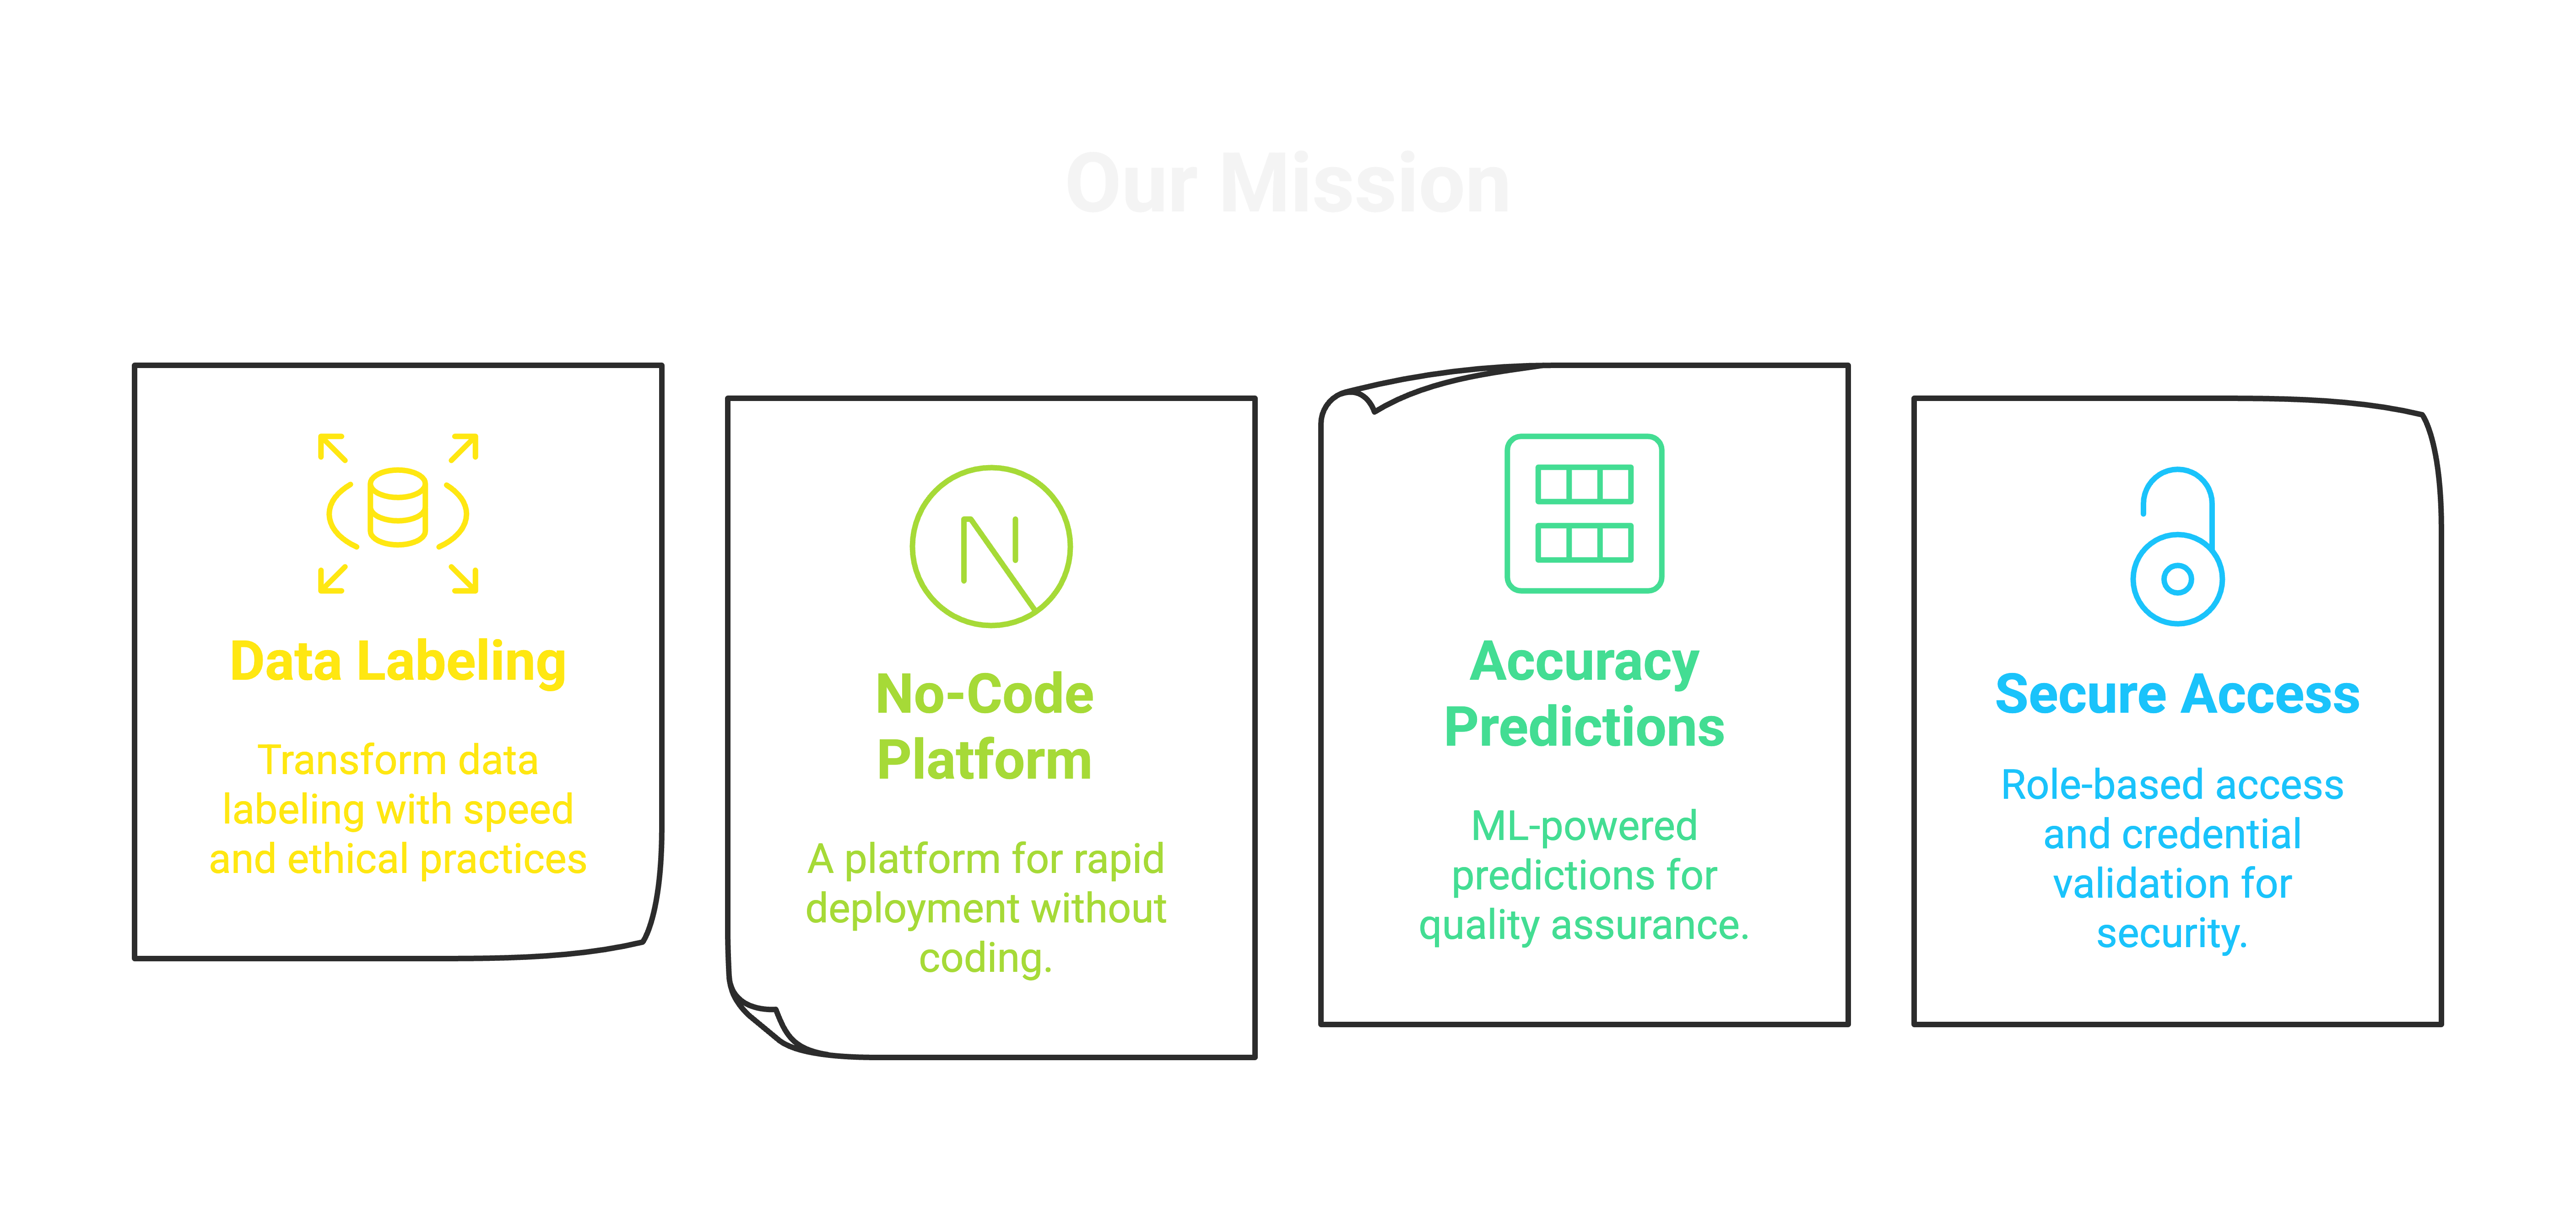 Our Mission
Data Labeling
Transform data
labeling with speed
and ethical practices
No-Code
Platform
A platform for rapid
deployment without
coding.
Accuracy
Predictions
ML-powered
predictions for
quality assurance.
Secure Access
Role-based access
and credential
validation for
security.